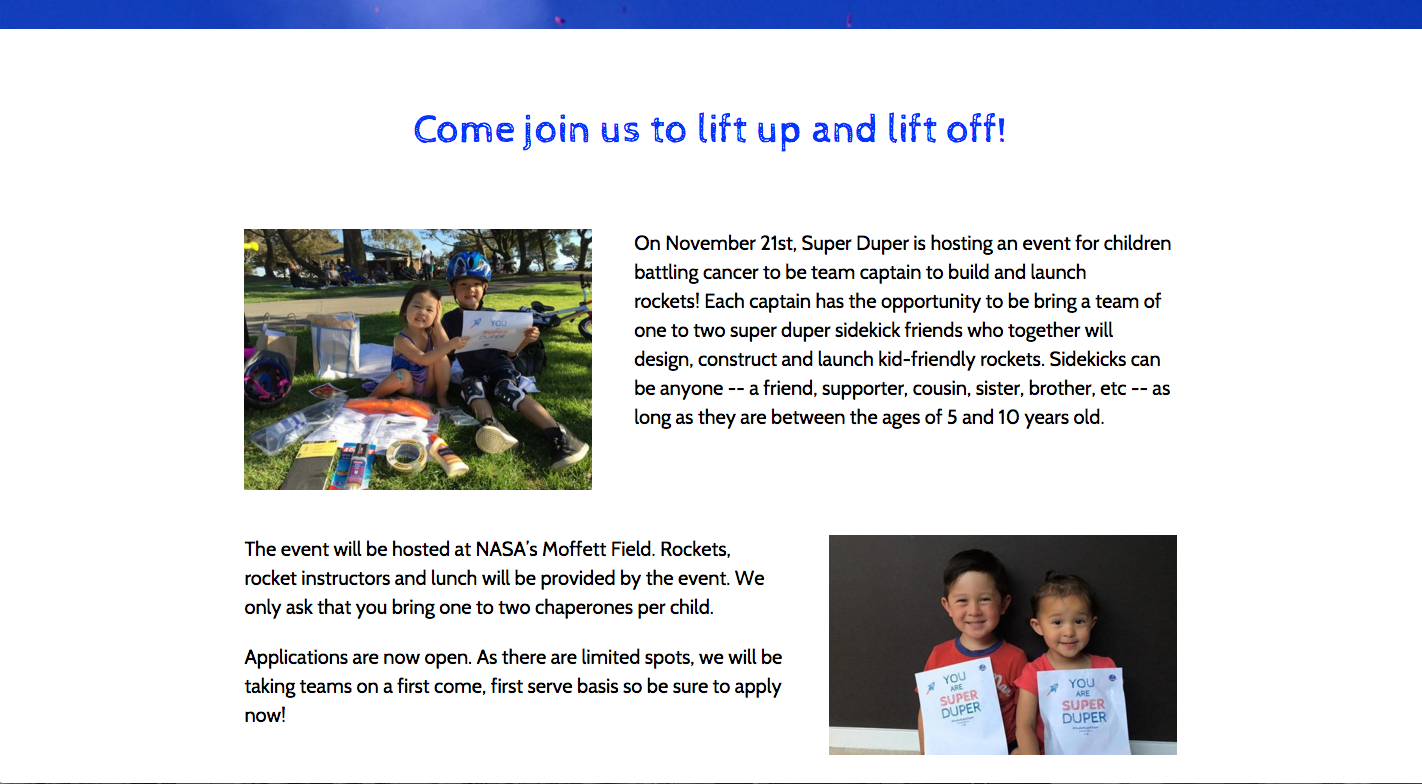 Come join us to lift up and lift off!
On November 21st, Super Duper is hosting an event for children
battling cancer to be team captain to build and launch
rockets! Each captain has the opportunity to be bring a team of
one to two super duper sidekick friends who together will
design, construct and launch kid-friendly rockets. Sidekicks can
be anyone -- a friend, supporter, cousin, sister, brother, etc -- as
long as they are between the ages of 5 and 10 years old.
YOU
SUPER
DUPER
The event will be hosted at NASA's Moffett Field. Rockets,
rocket instructors and lunch will be provided by the event. We
only ask that you bring one to two chaperones per child.
Applications are now open. As there are limited spots, we will be
taking teams on a first come, first serve basis so be sure to apply
now!
YOU
ARE
SUPER
DUPER
YOU
ARE
SUPER
DUPER